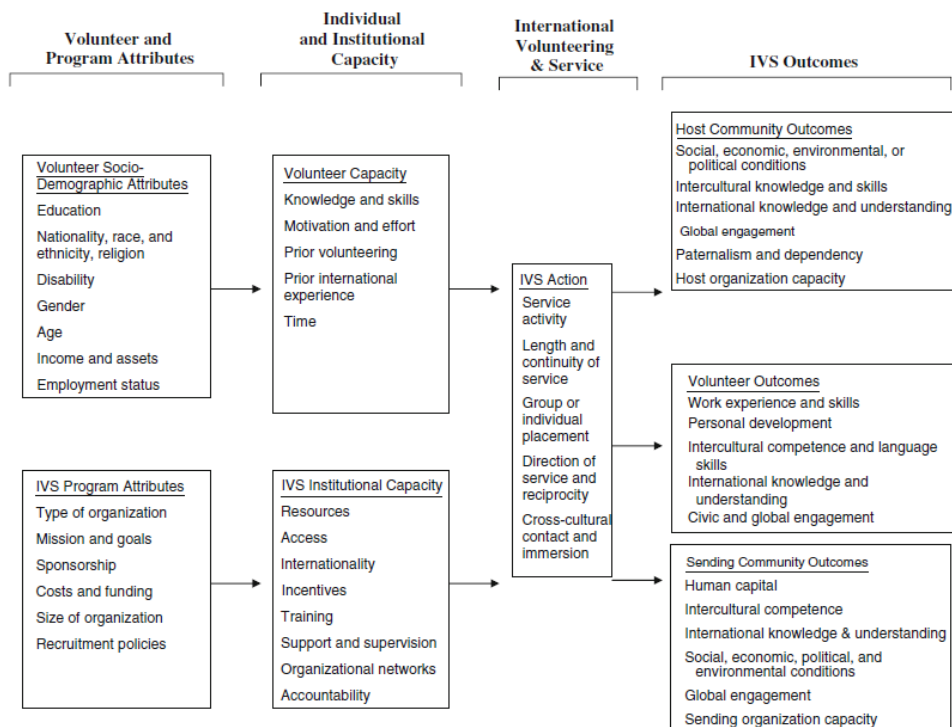 Volunteer and
Program Attributes
Individual
and Institutional
Capacity
International
Volunteering
& Service
IVS Outcomes
Volunteer Socio-
Demographic Attributes
Education
Nationality, race, and
ethnicity, religion
Disability
Gender
Age
Income and assets
Employment status
IVS Program Attributes
Type of organization
Mission and goals
Sponsorship
Costs and funding
Size of organization
Recruitment policies
Volunteer Capacity
Knowledge and skills
Motivation and effort
Prior volunteering
Prior international
experience
Time
IVS Institutional Capacity
Resources
Access
Internationality
Incentives
Training
Support and supervision
Organizational networks
Accountability
IVS Action
Service
activity
Length and
continuity of
service
Group or
individual
placement
Direction of
service and
reciprocity
Cross-cultural
contact and
immersion
Host Community Outcomes
Social, economic, environmental, or
political conditions
Intercultural knowledge and skills
International knowledge and understanding
Global engagement
Paternalism and dependency
Host organization capacity
Volunteer Outcomes
Work experience and skills
Personal development
Intercultural competence and language
skills
International knowledge and
understanding
Civic and global engagement
Sending Community Outcomes
Human capital
Intercultural competence
International knowledge & understanding
Social, economic, political, and
environmental conditions
Global engagement
Sending organization capacity